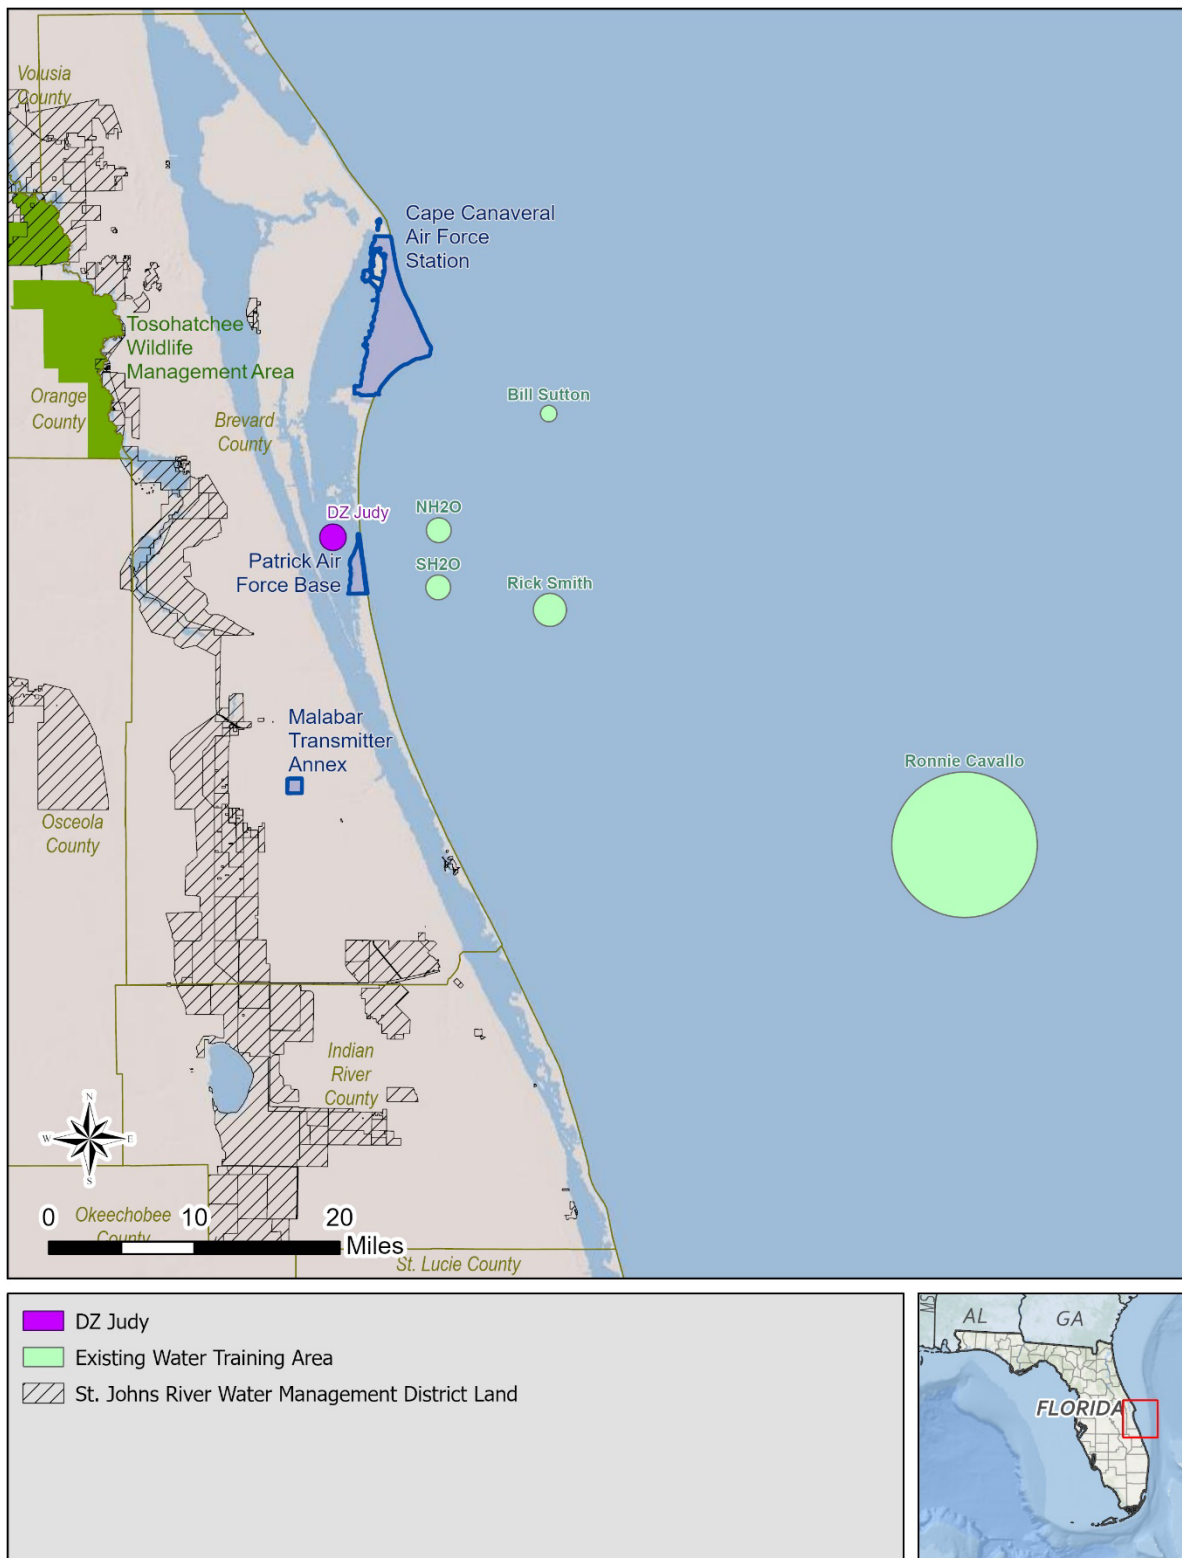 Volusia
County
Cape Canaveral
Air Force
Station
Tosohatchee
Wildlife
Management Area
Orange
County
Brevard
County
Bill Sutton
DZ Judy
NH2O
Patrick Air
Force Base
SH2O
Rick Smith
Malabar
Transmitter
Annex
Ronnie Cavallo
Osceola
County
Indian
River
County
N
W
E
S
0
10
20
Miles
Okeechobee
County
St. Lucie County
DZ Judy
Existing Water Training Area
St. Johns River Water Management District Land
AL
GA
FLORIDA